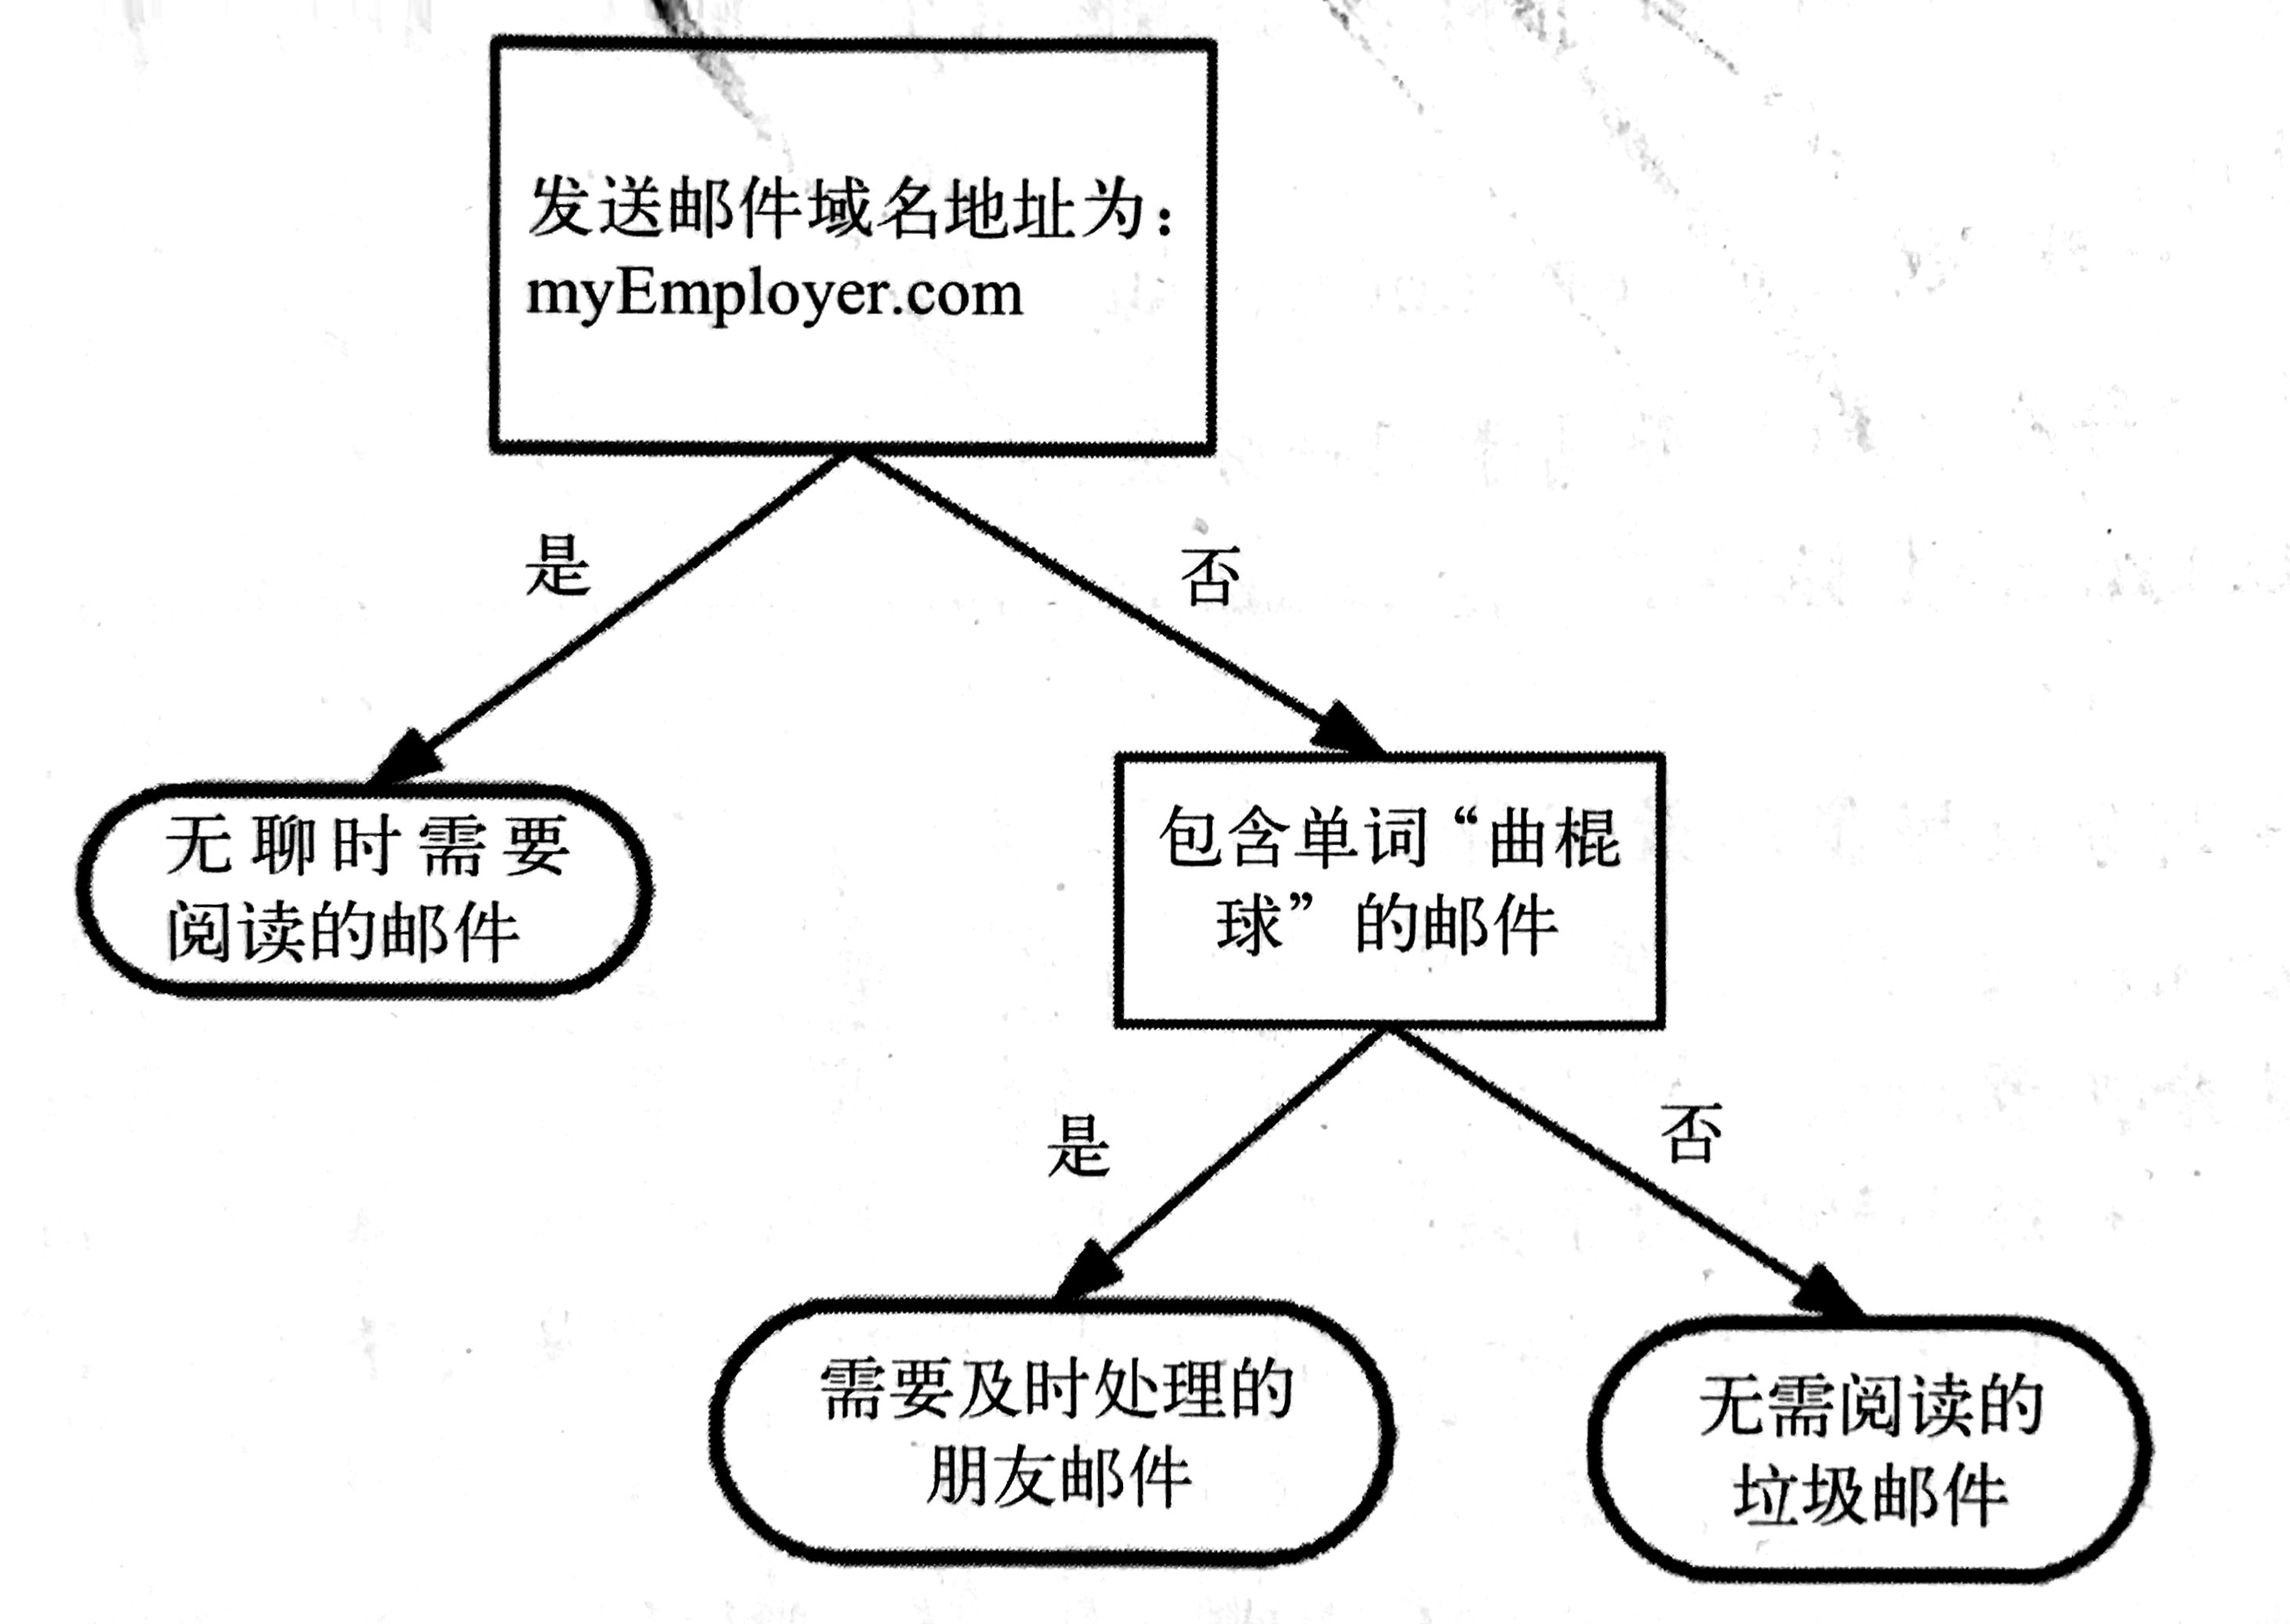 发送邮件域名地址为：
myEmployer.com
是
否
无聊时需要
阅读的邮件
包含单词“曲棍
球”的邮件
是
否
需要及时处理的
朋友邮件
无需阅读的
垃圾邮件